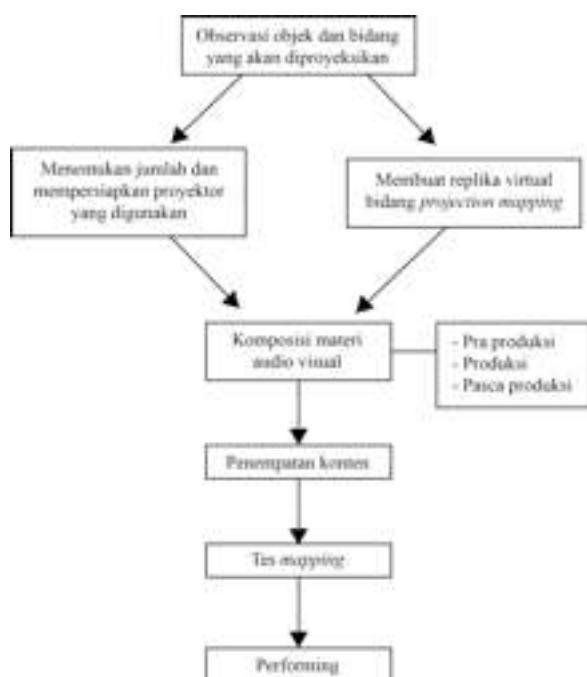 Observasi objek dan bidang
yang akan diproyeksikan
Menentukan jumlah dan
mempersiapkan proyektor
yang digunakan
Membuat replika virtual
bidang projection mapping
Komposisi materi
audio visual
- Pra produksi
- Produksi
- Pasca produksi
Penempatan konten
Tes mapping
Performing